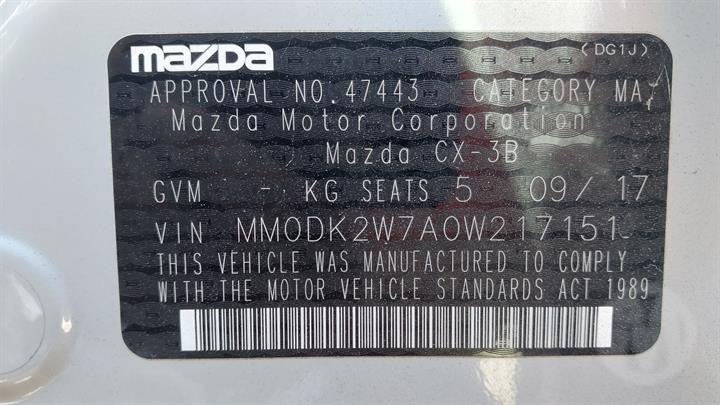 mazda
(DG1J)
APPROVAL NO. 47443 CATEGORY MA
Mazda Motor Corporation
Mazda CX-3B
GVM - KG SEATS 5 09/17
VIN MM0DK2W7A0W217151
THIS VEHICLE WAS MANUFACTURED TO COMPLY
WITH THE MOTOR VEHICLE STANDARDS ACT 1989